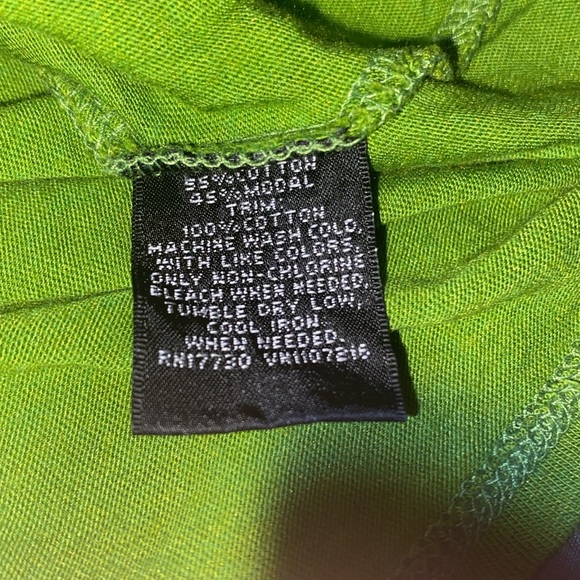 55% COTTON
45% MODAL
TRIM:
100% COTTON
MACHINE WASH COLD,
WITH LIKE COLORS,
ONLY NON-CHLORINE
BLEACH WHEN NEEDED,
TUMBLE DRY LOW,
COOL IRON
WHEN NEEDED.
RN17730 VN1107216